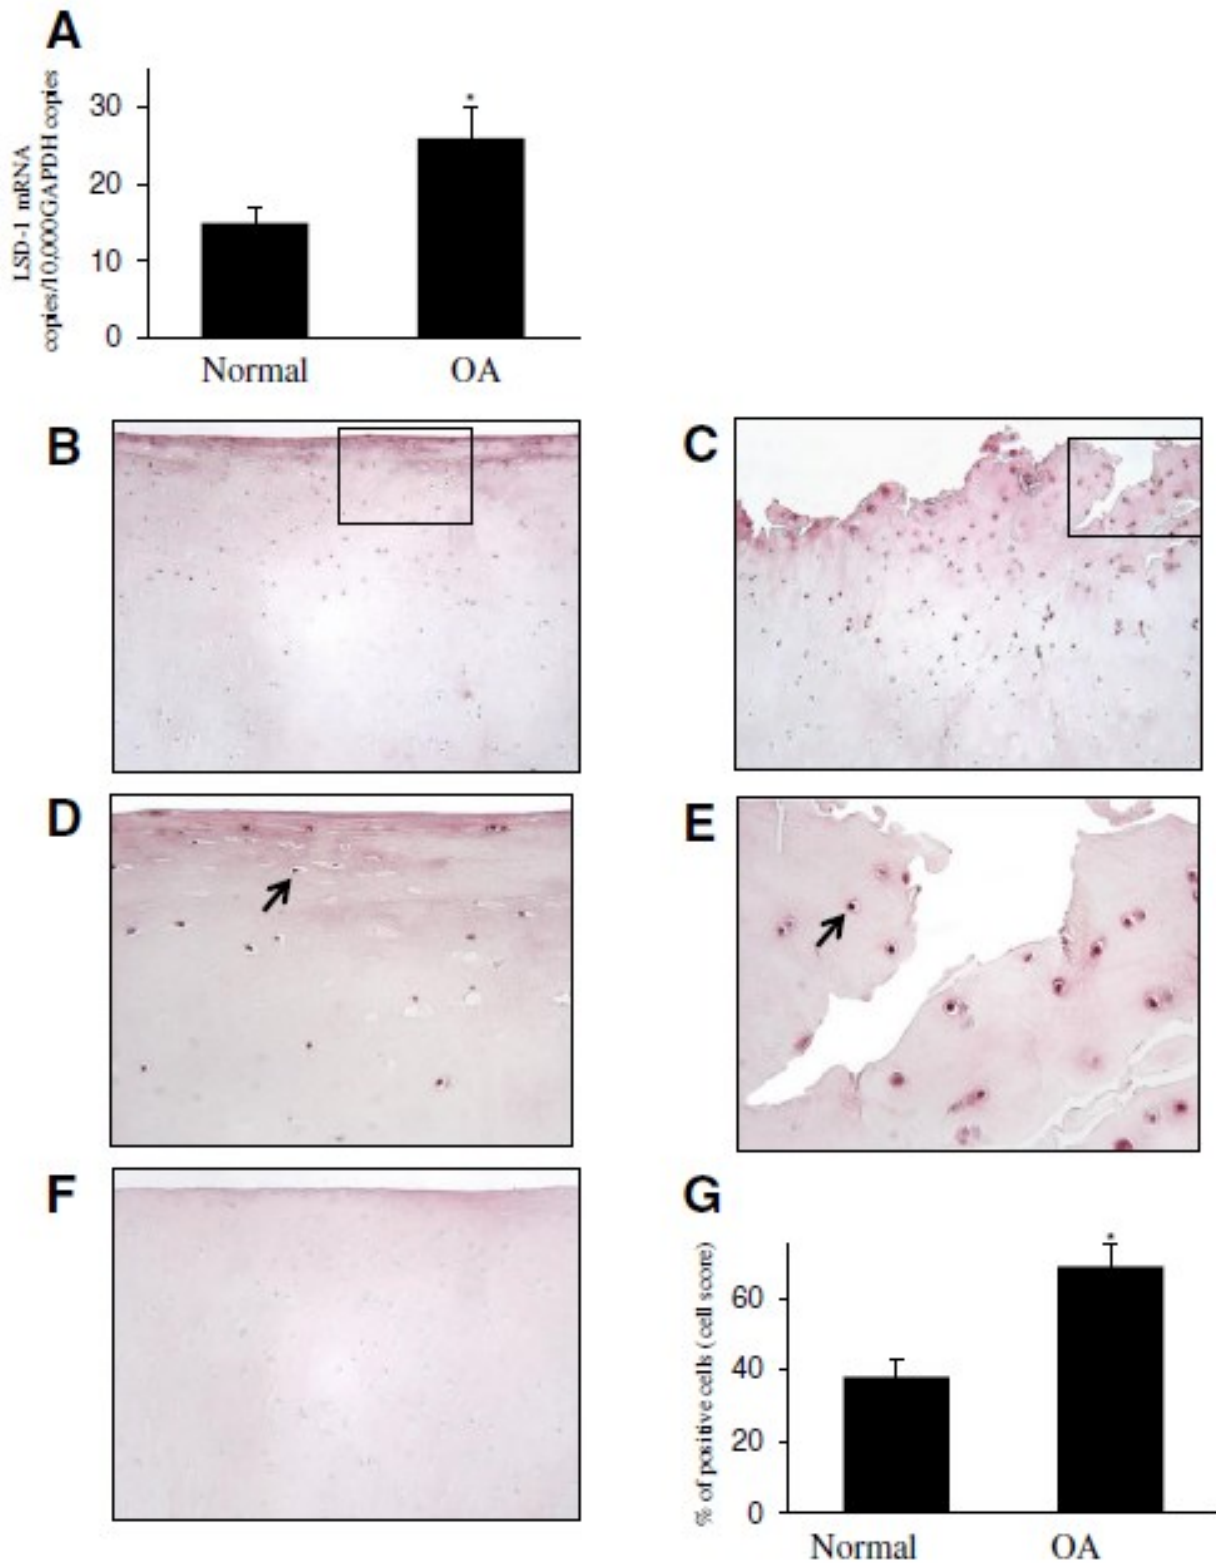 A
LSD-1 mRNA
copies/10,000GAPDH copies
30
20
10
0
*
Normal
OA
B
C
D
E
F
G
% of positive cells (cell score)
60
40
20
0
*
Normal
OA